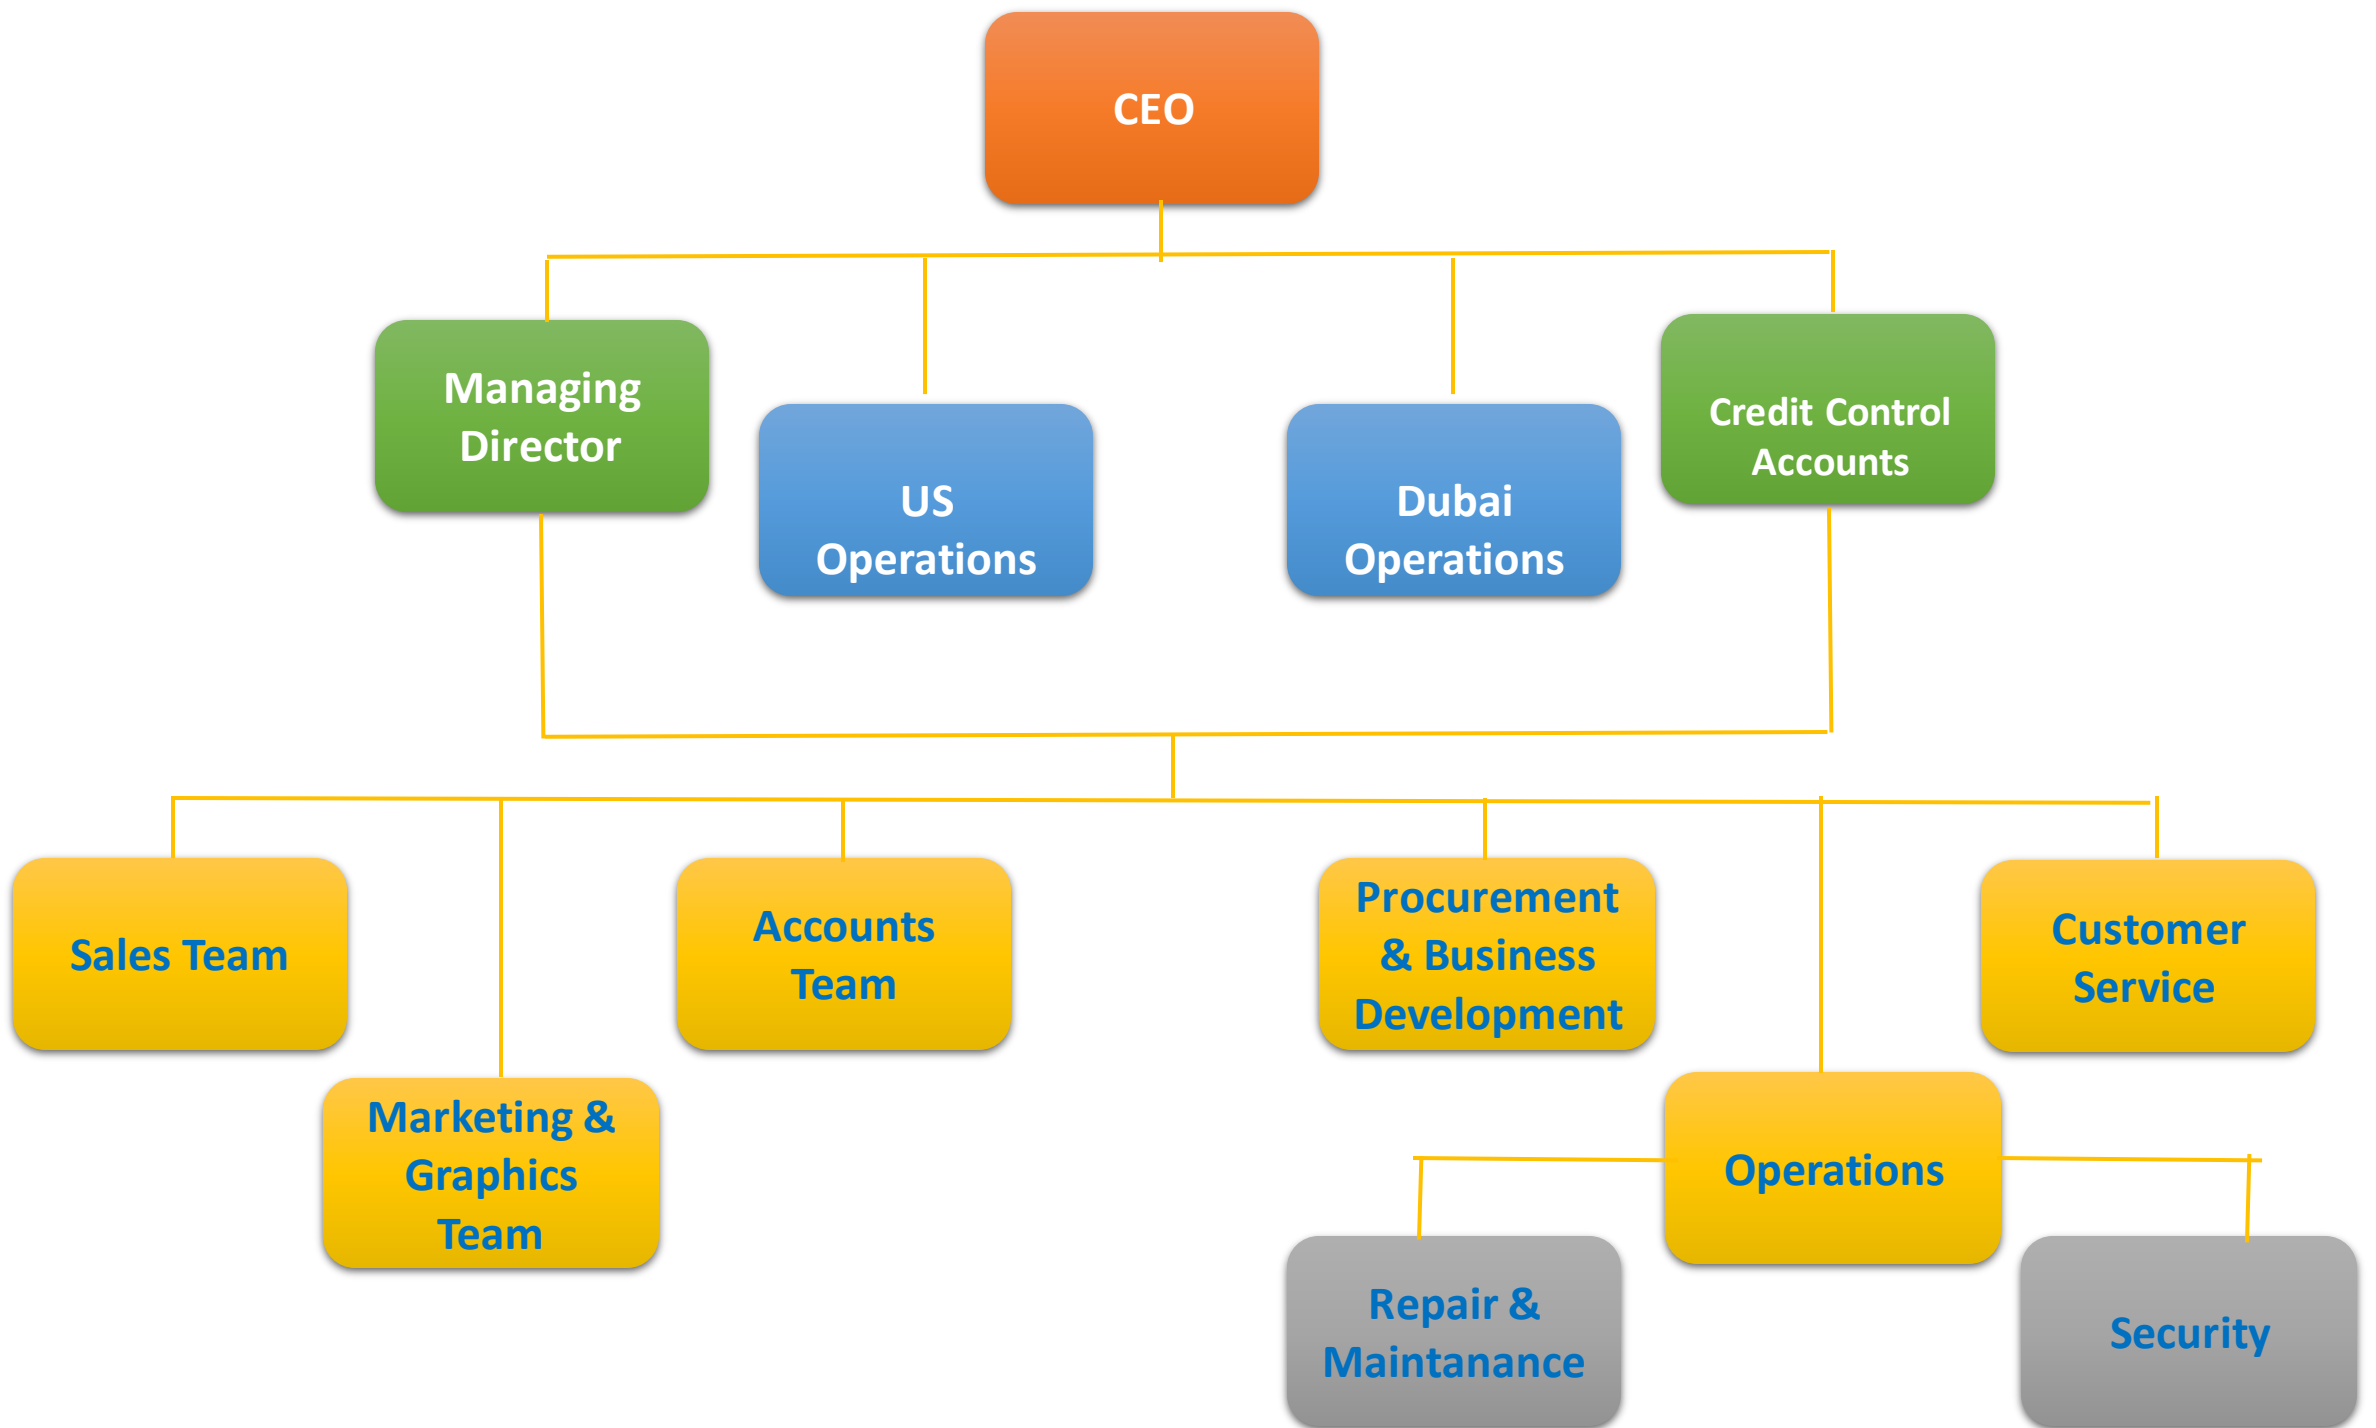 CEO
Managing
Director
US
Operations
Dubai
Operations
Credit Control
Accounts
Sales Team
Marketing &
Graphics
Team
Accounts
Team
Procurement
& Business
Development
Operations
Customer
Service
Repair &
Maintanance
Security